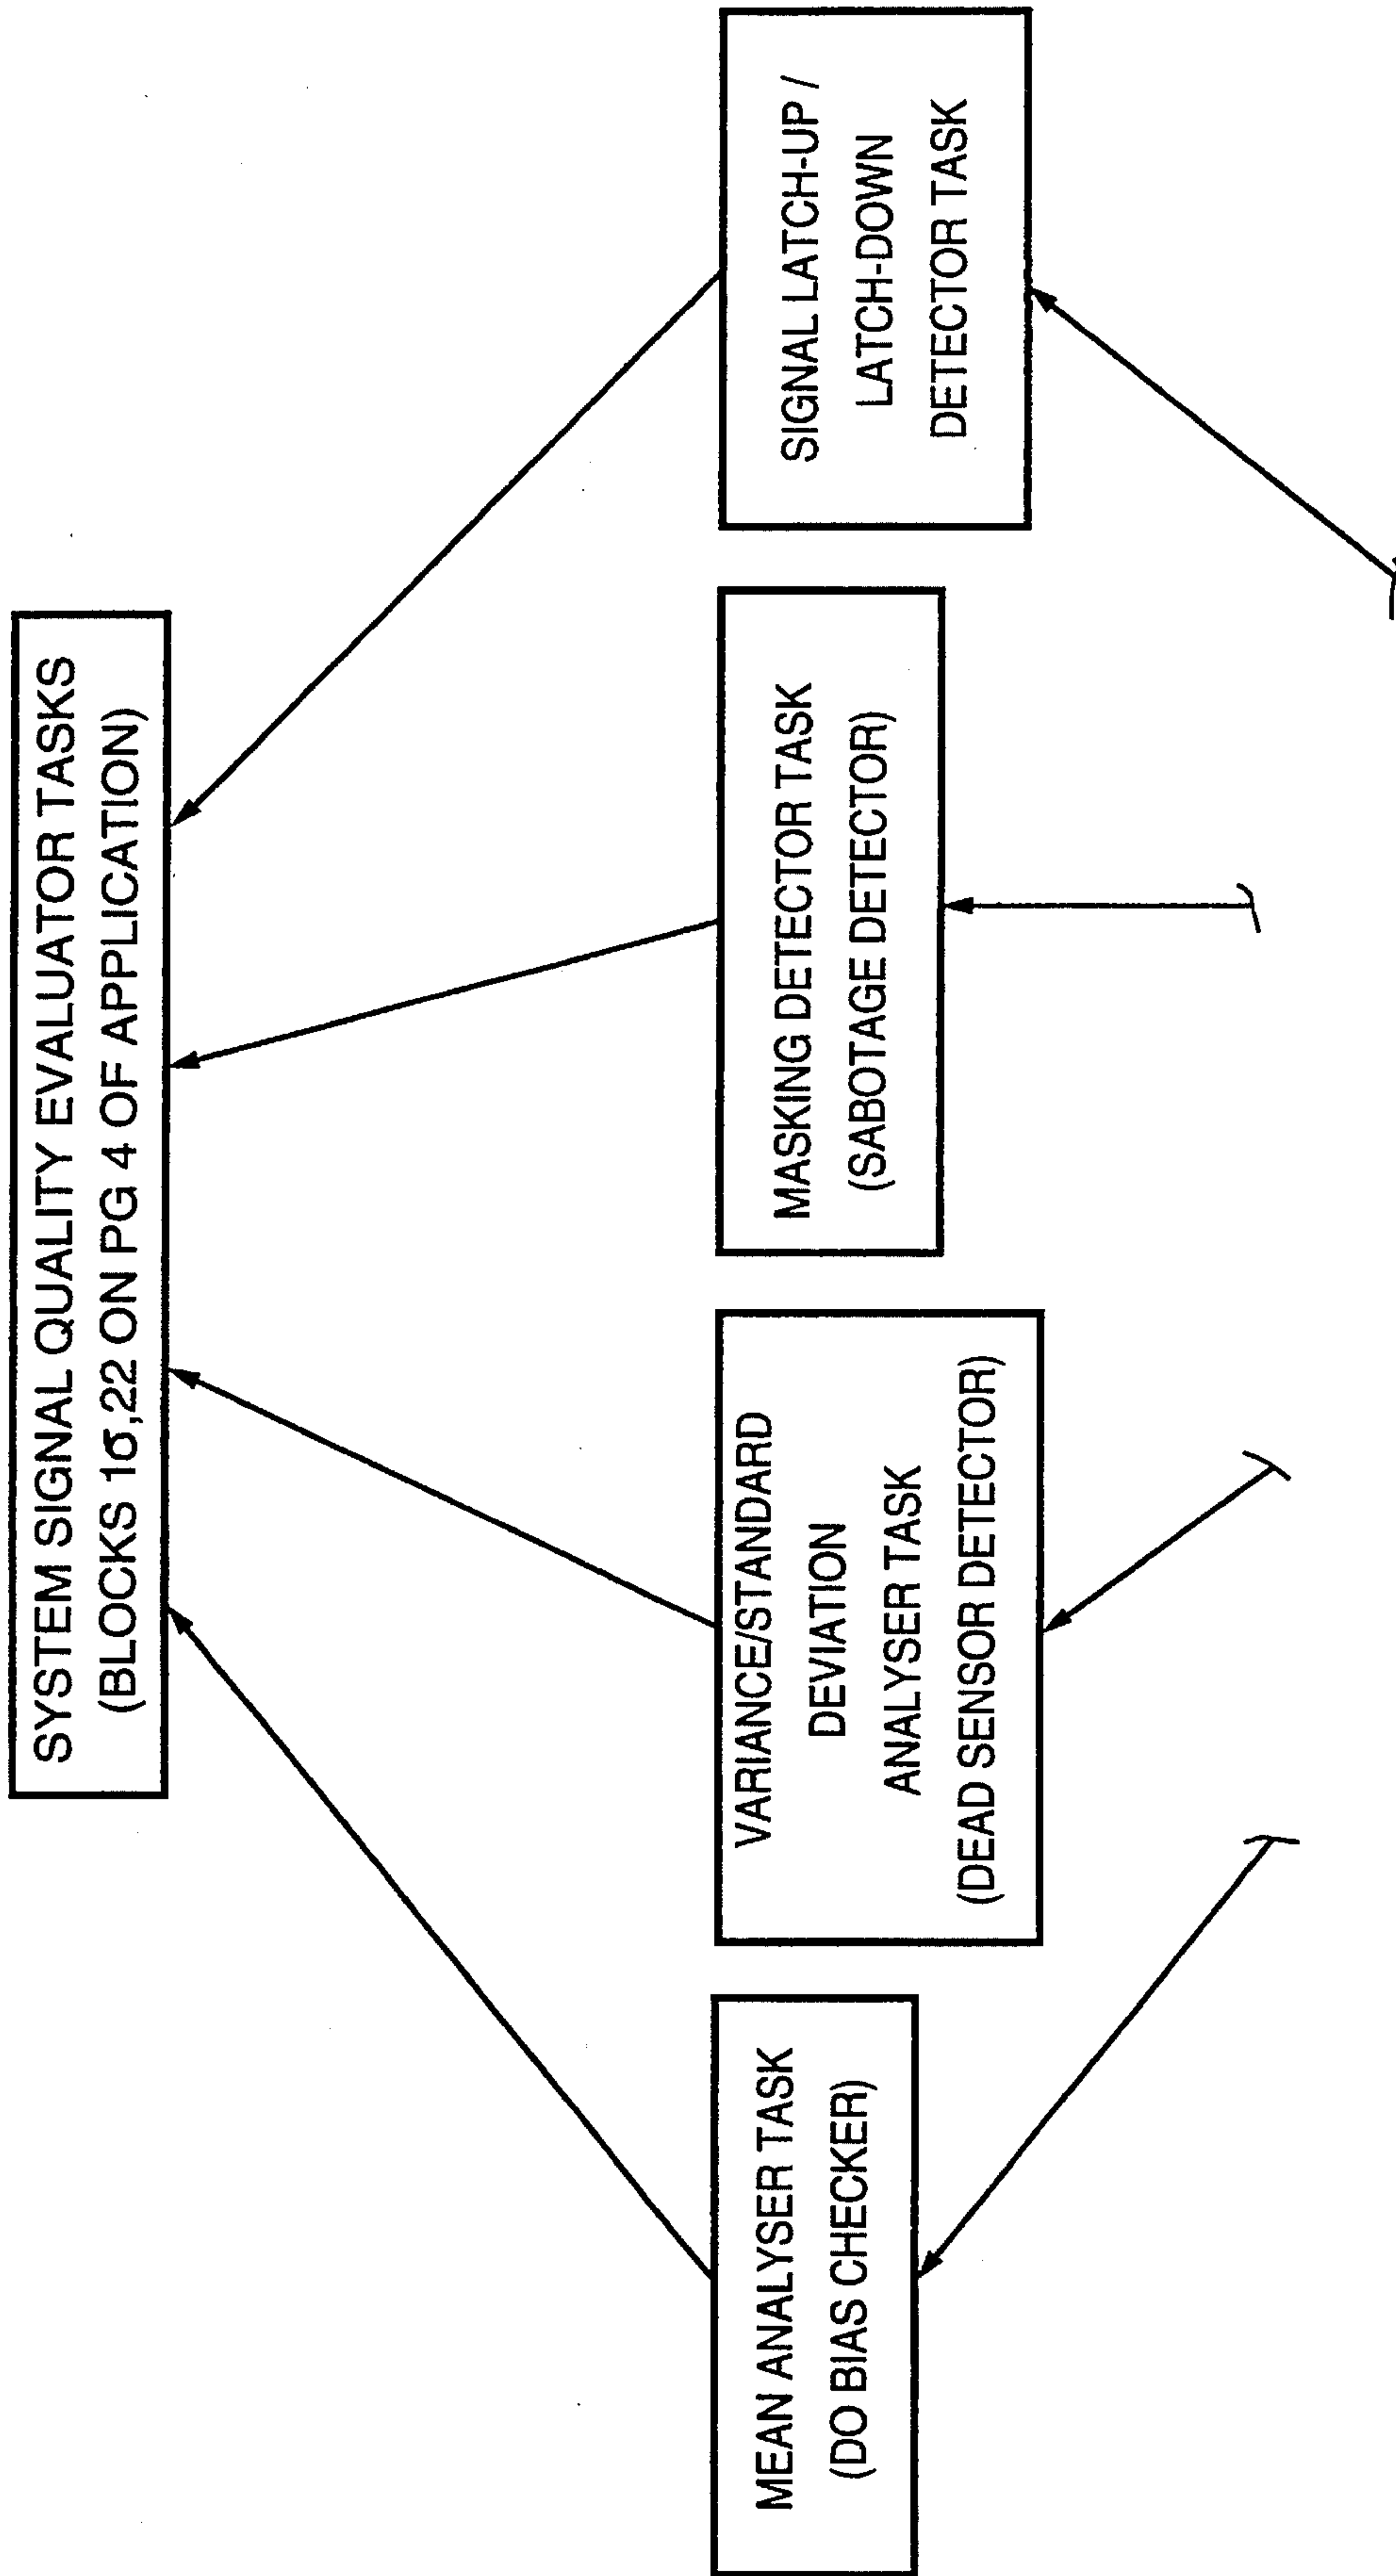 SYSTEM SIGNAL QUALITY EVALUATOR TASKS
(BLOCKS 1σ,22 ON PG 4 OF APPLICATION)
MEAN ANALYSER TASK
(DO BIAS CHECKER)
VARIANCE/STANDARD
DEVIATION
ANALYSER TASK
(DEAD SENSOR DETECTOR)
MASKING DETECTOR TASK
(SABOTAGE DETECTOR)
SIGNAL LATCH-UP /
LATCH-DOWN
DETECTOR TASK